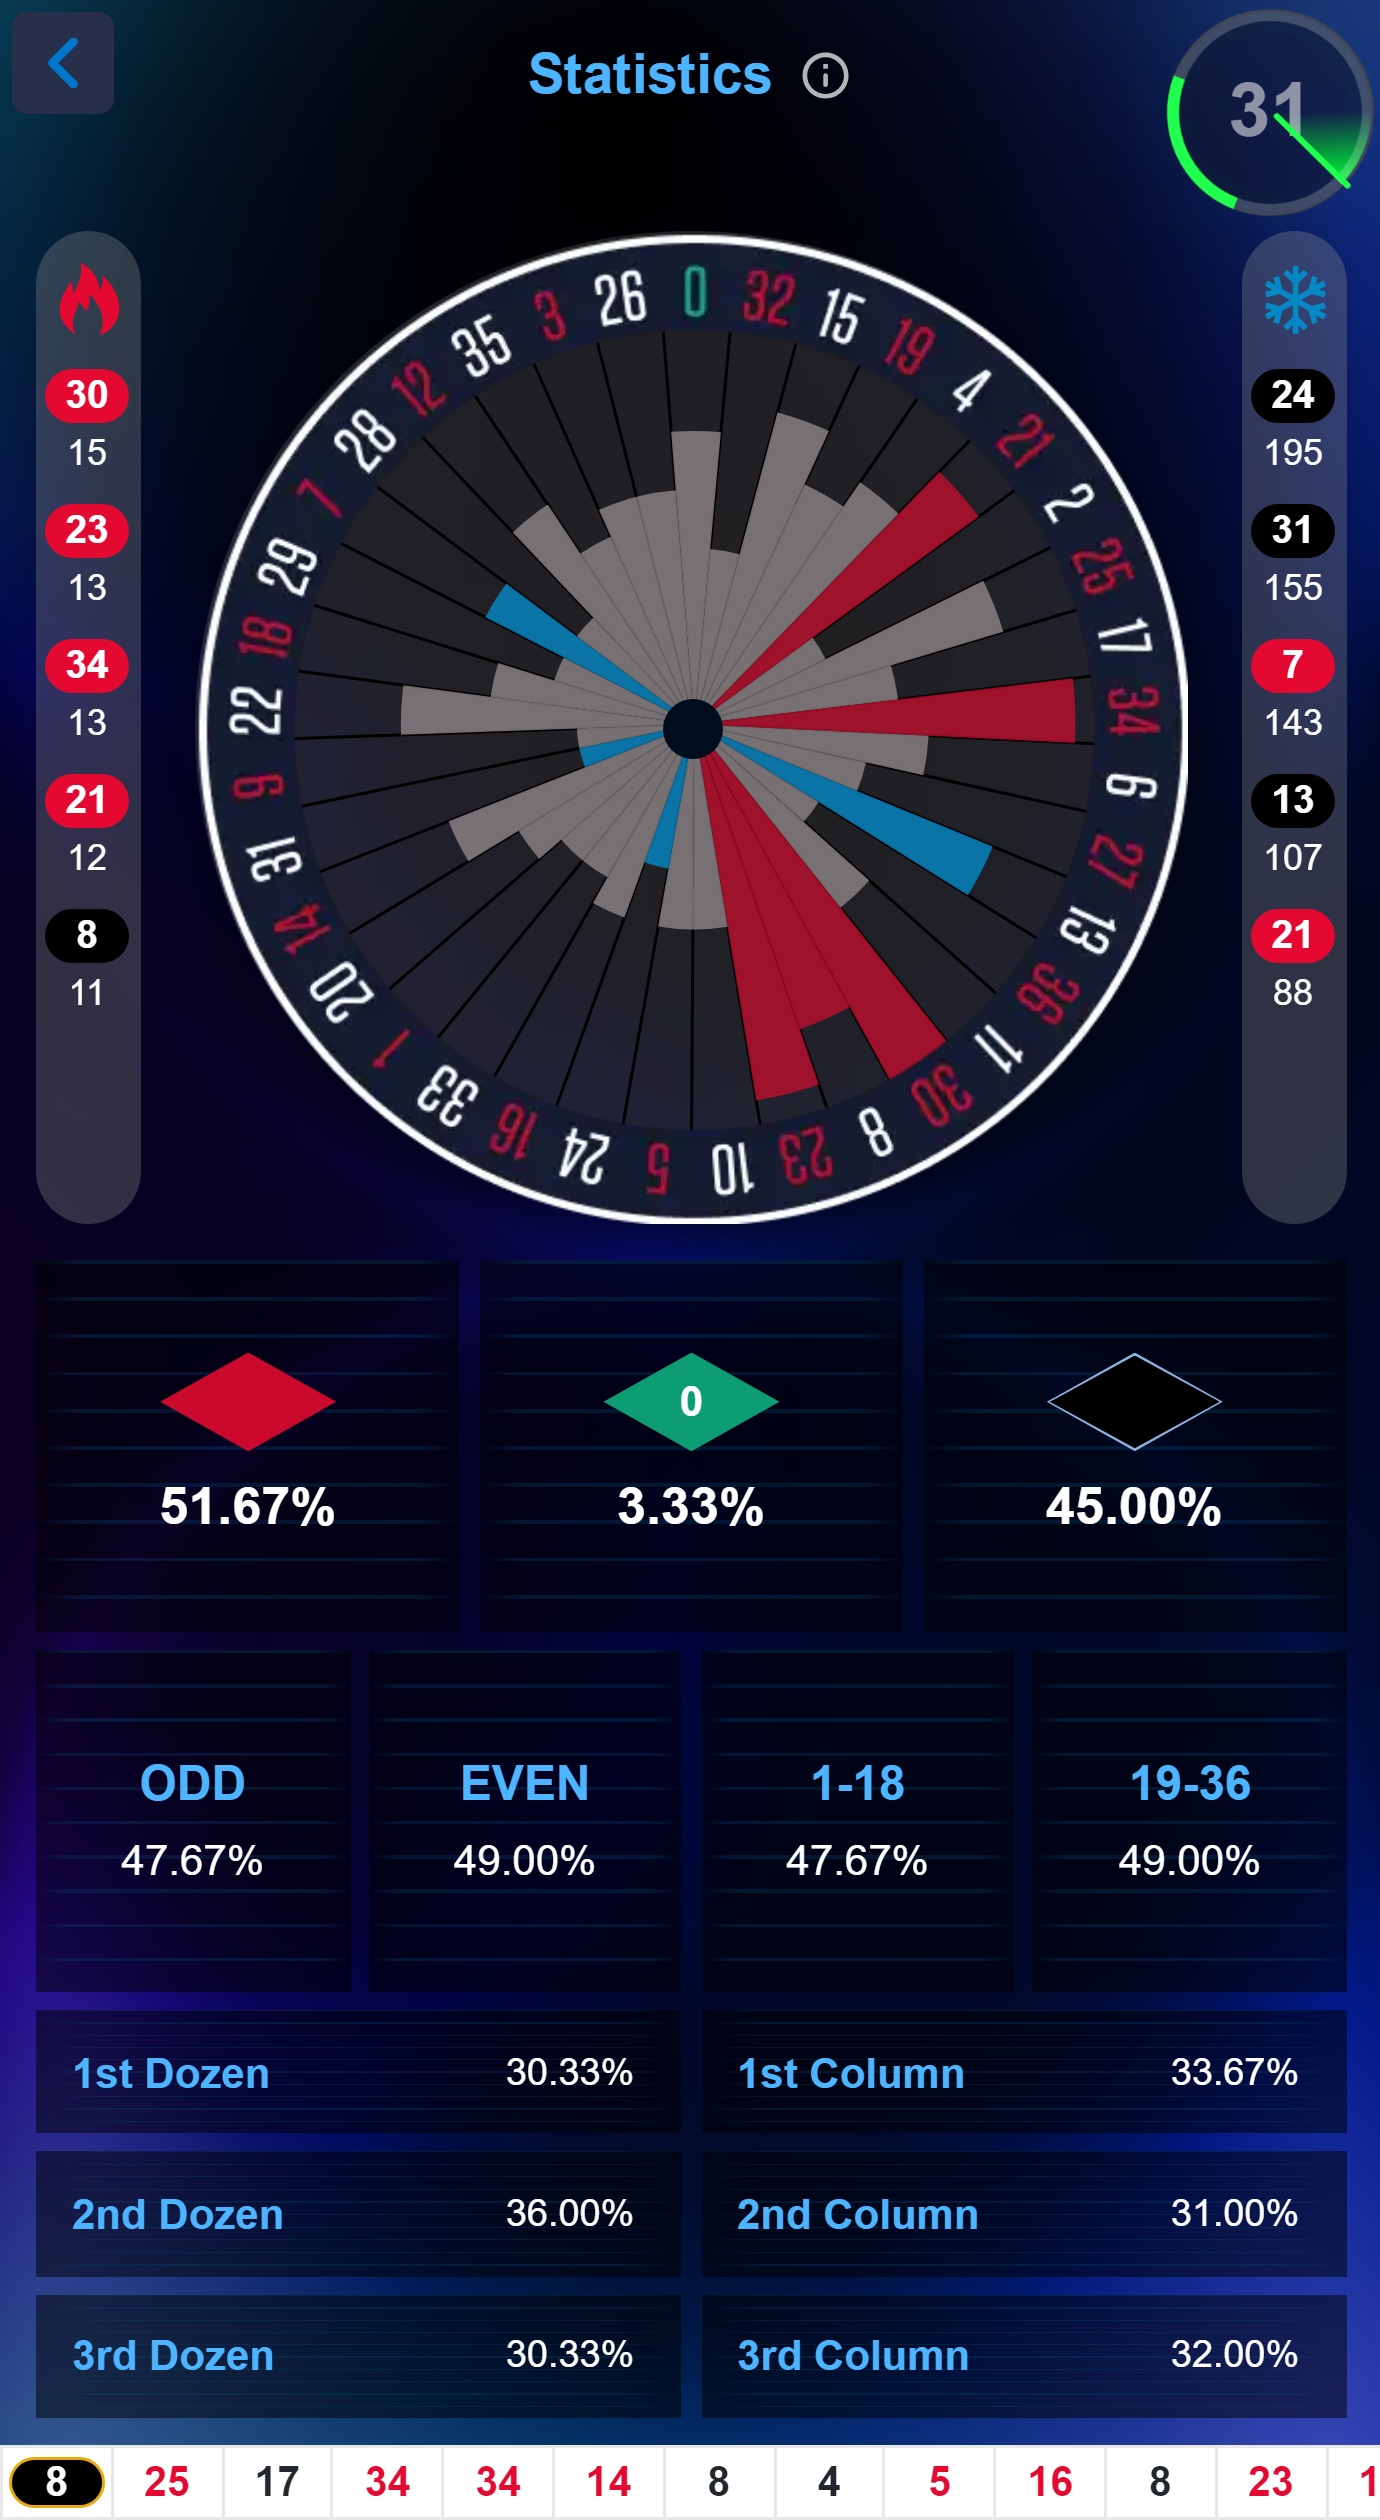 Statistics
31
30
15
23
13
34
13
21
12
8
11
0 32 15 19 4 21 2 25 17 34 6 27 13 36 11 30 8 23 10 5 24 16 33 1 20 14 31 9 22 18 29 7 28 12 35 3 26
24
195
31
155
7
143
13
107
21
88
0
51.67% 3.33% 45.00%
ODD EVEN 1-18 19-36
47.67% 49.00% 47.67% 49.00%
1st Dozen 30.33% 1st Column 33.67%
2nd Dozen 36.00% 2nd Column 31.00%
3rd Dozen 30.33% 3rd Column 32.00%
8 25 17 34 34 14 8 4 5 16 8 23